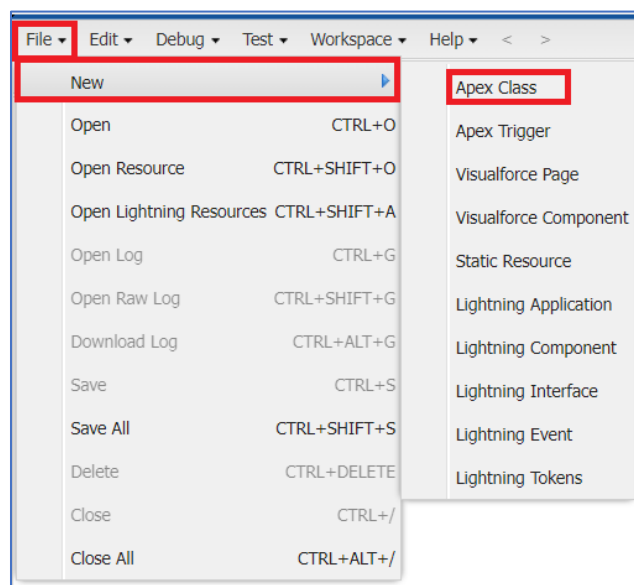 File ▾ Edit ▾ Debug ▾ Test ▾ Workspace ▾ Help ▾ < >
New
Open CTRL+O
Open Resource CTRL+SHIFT+O
Open Lightning Resources CTRL+SHIFT+A
Open Log CTRL+G
Open Raw Log CTRL+SHIFT+G
Download Log CTRL+ALT+G
Save CTRL+S
Save All CTRL+SHIFT+S
Delete CTRL+DELETE
Close CTRL+/
Close All CTRL+ALT+/
Apex Class
Apex Trigger
Visualforce Page
Visualforce Component
Static Resource
Lightning Application
Lightning Component
Lightning Interface
Lightning Event
Lightning Tokens